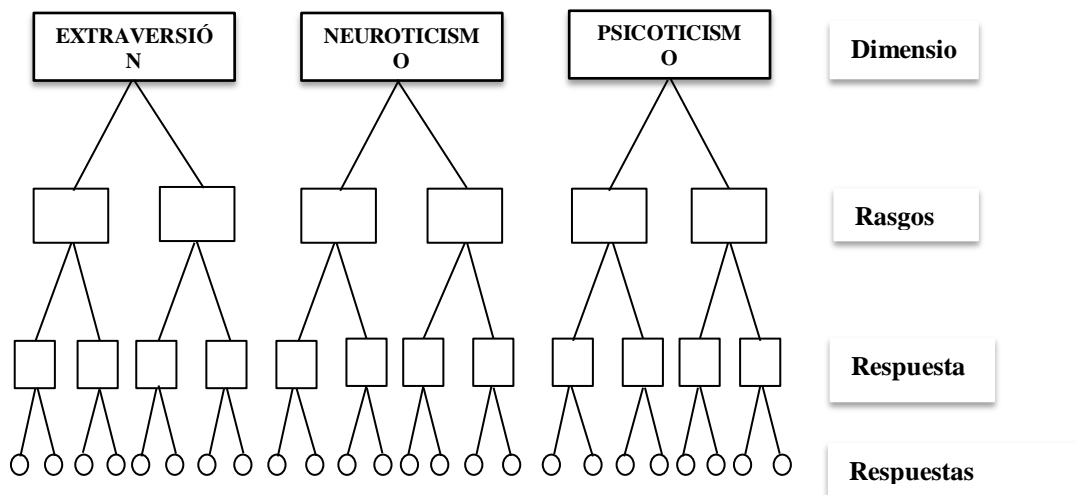 EXTRAVERSIÓ
N
NEUROTICISM
O
PSICOTICISM
O
Dimensio
Rasgos
Respuesta
Respuestas